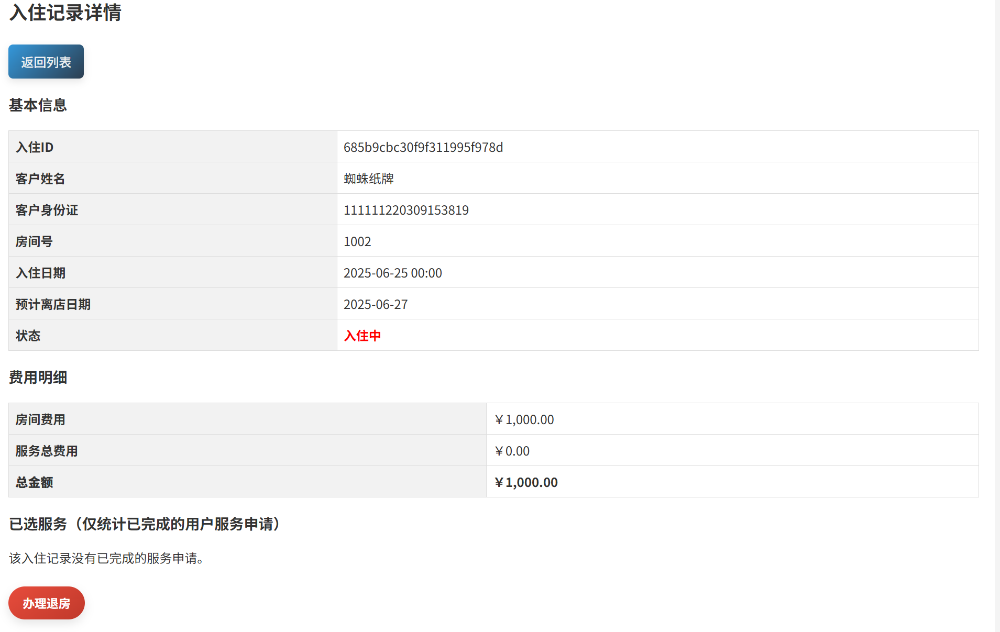 入住记录详情
返回列表
基本信息
入住ID 685b9cbc30f9f311995f978d
客户姓名 蜘蛛纸牌
客户身份证 111111220309153819
房间号 1002
入住日期 2025-06-25 00:00
预计离店日期 2025-06-27
状态 入住中
费用明细
房间费用 ￥1,000.00
服务总费用 ￥0.00
总金额 ￥1,000.00
已选服务（仅统计已完成的用户服务申请）
该入住记录没有已完成的服务申请。
办理退房